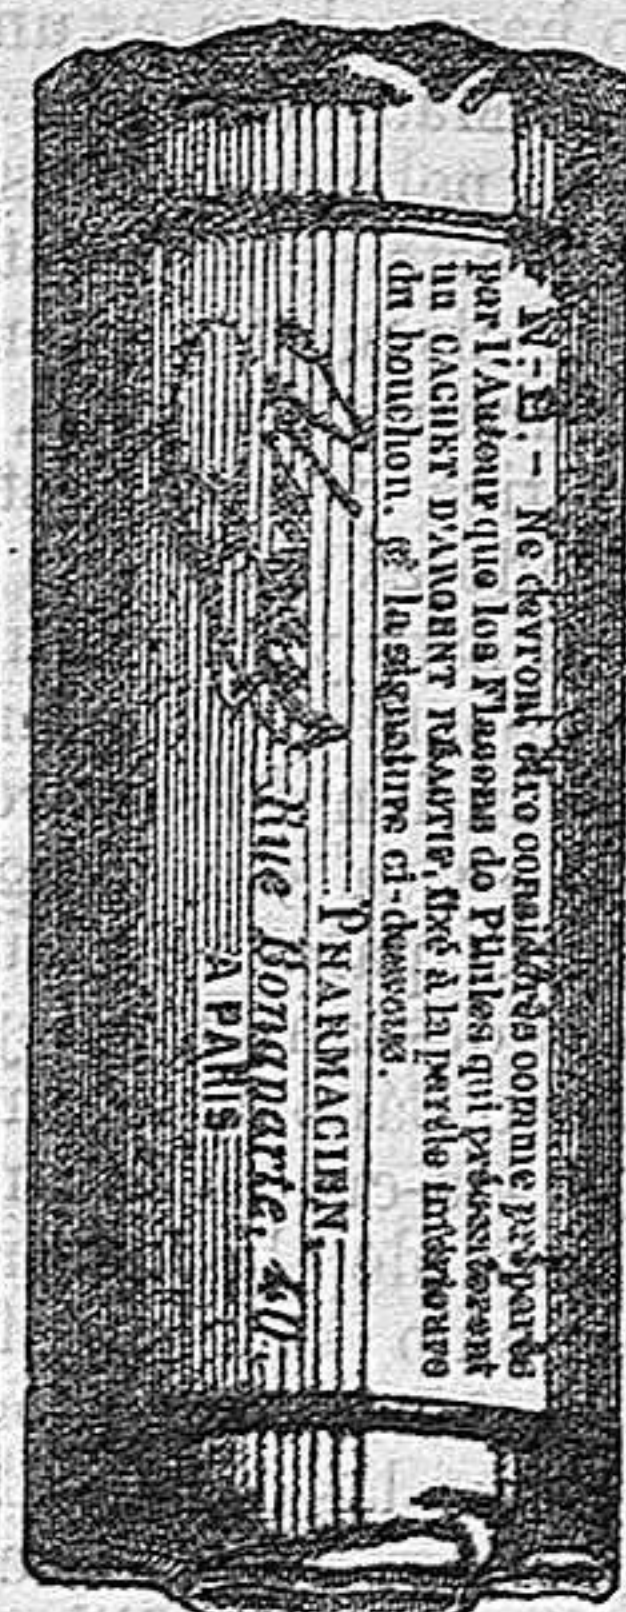 N.-B. - Ne devront être considérés comme préparés
par l'Auteur que les Flacons de Pilules qui présenteront
un CACHET D'ARGENT RÉACTIF, fixé à la partie inférieure
du bouchon, et la signature ci-dessous.
PHARMACIEN,
Rue Bonaparte, 40,
A PARIS